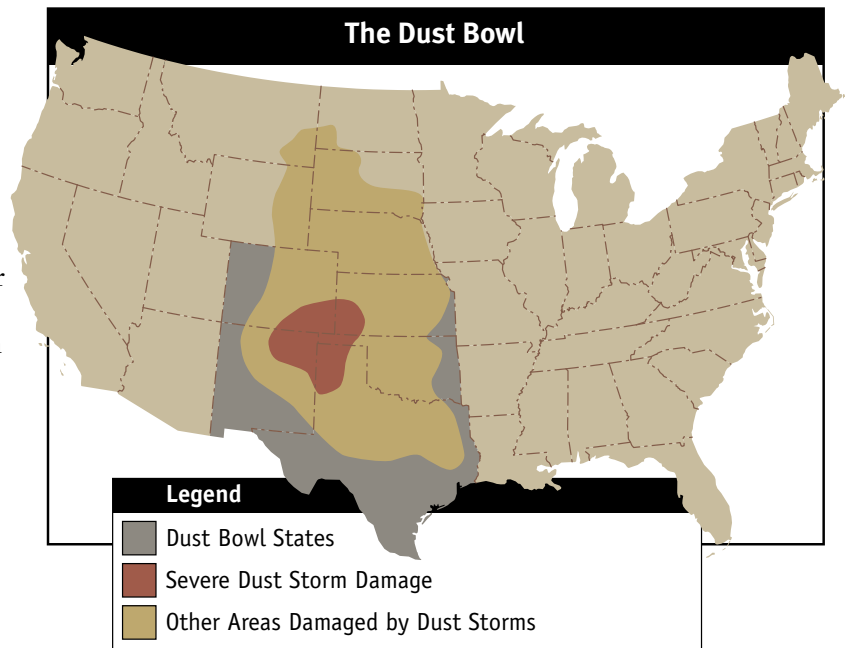 The Dust Bowl
Legend
Dust Bowl States
Severe Dust Storm Damage
Other Areas Damaged by Dust Storms